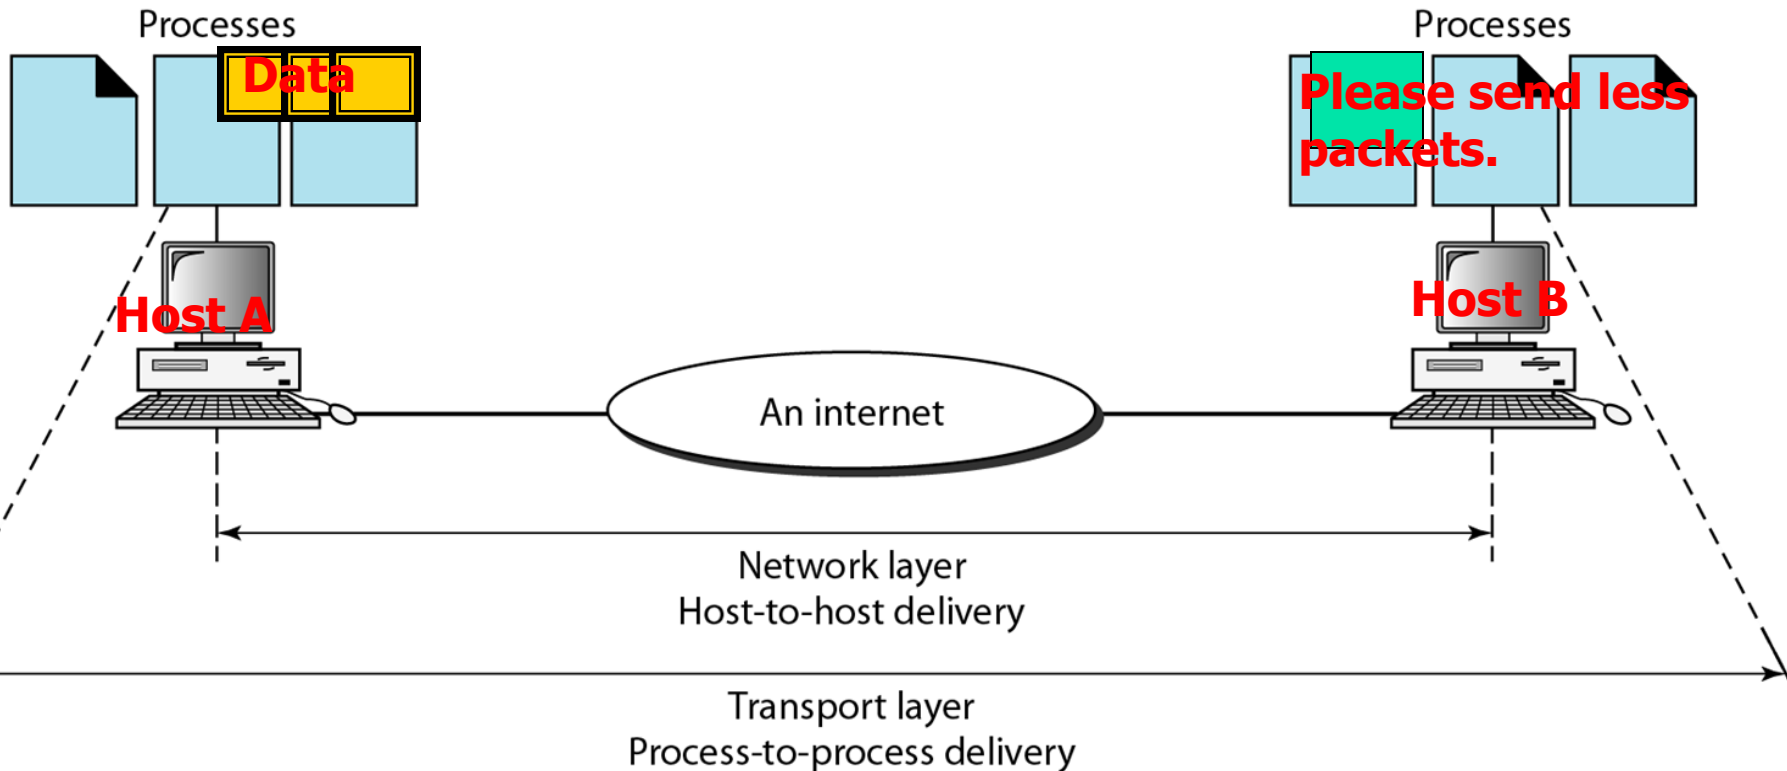 Processes
Processes
Data
Please send less
packets.
Host A
Host B
An internet
Network layer
Host-to-host delivery
Transport layer
Process-to-process delivery